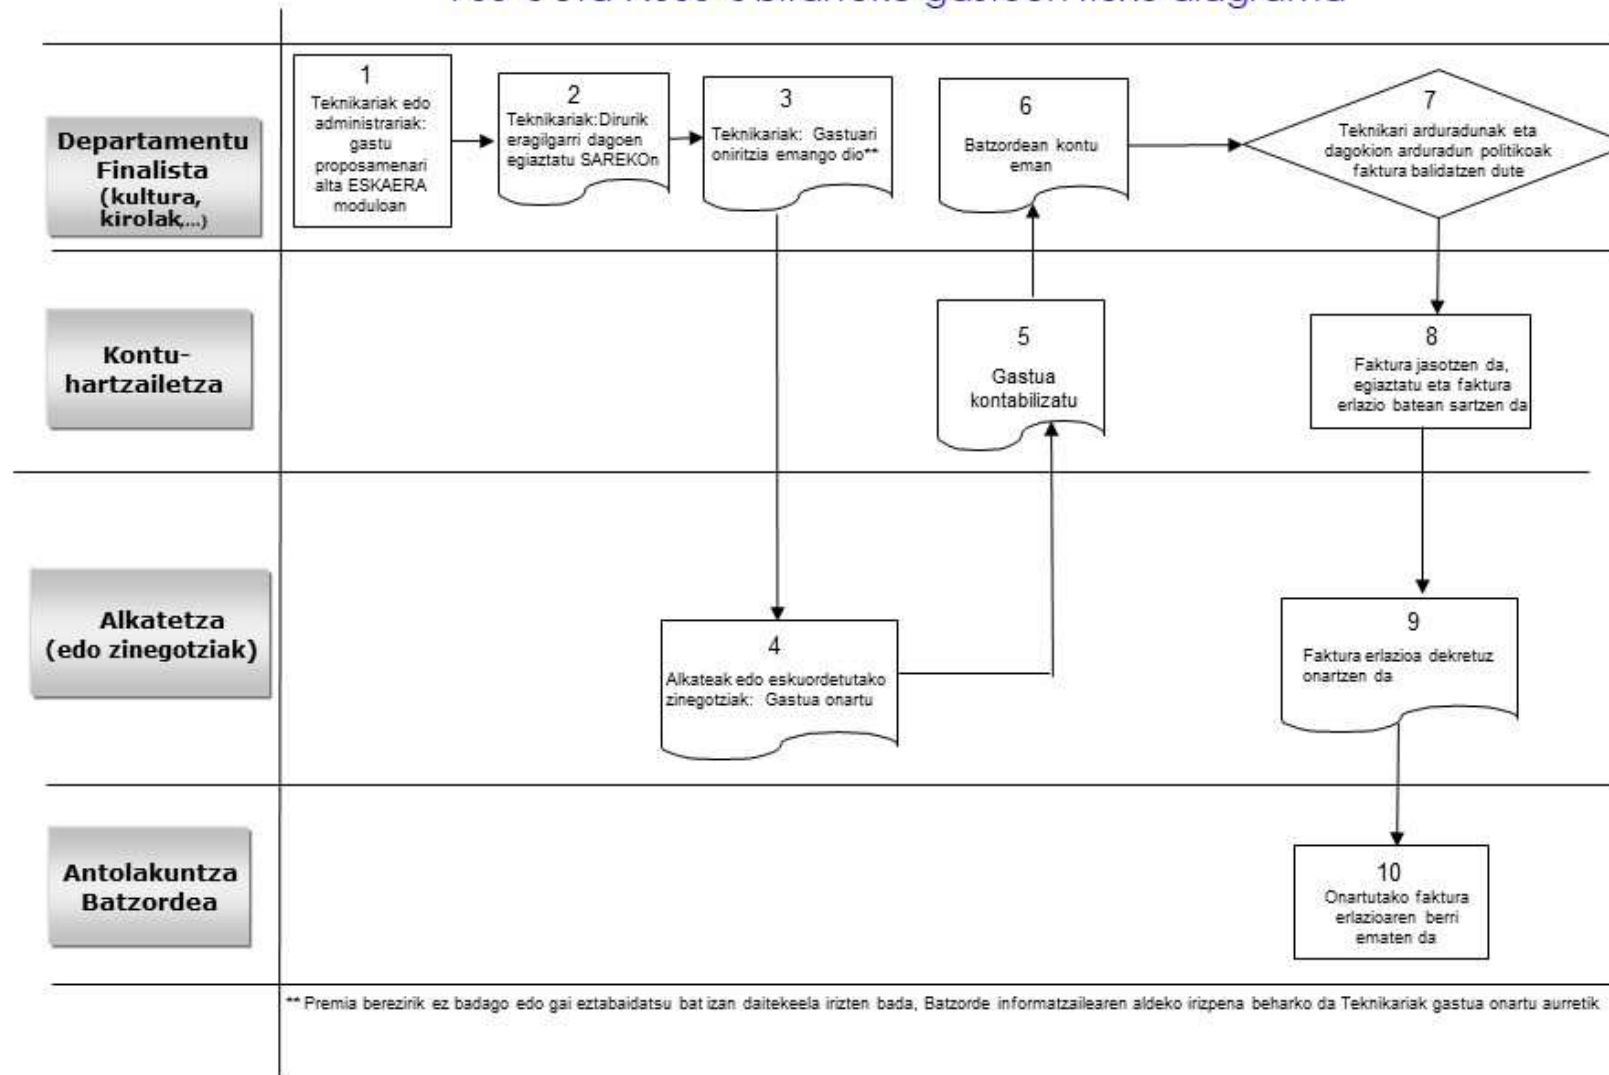 gastoen fluxu diagrama
Departamentu
Finalista
(kultura,
kirolak,...)
1
Teknikariak edo
administrariak:
gastu
proposamenari
alta ESKAERA
moduloan
2
Teknikariak:Dirurik
eragilgarri dagoen
egiaztatu SAREKOn
3
Teknikariak: Gastuari
oniritzia emango dio**
6
Batzordean kontu
eman
7
Teknikari arduradunak eta
dagokion arduradun politikoak
faktura balidatzen dute
Kontu-
hartzailetza
5
Gastua
kontabilizatu
8
Faktura jasotzen da,
egiaztatu eta faktura
erlazio batean sartzen da
Alkatetza
(edo zinegotziak)
4
Alkateak edo eskuordetutako
zinegotziak: Gastua onartu
9
Faktura erlazioa dekretuz
onartzen da
Antolakuntza
Batzordea
10
Onartutako faktura
erlazioaren berri
ematen da
** Premia berezirik ez badago edo gai eztabaidatsu bat izan daitekeela irizten bada, Batzorde informatzailearen aldeko irizpena beharko da Teknikariak gastua onartu aurretik